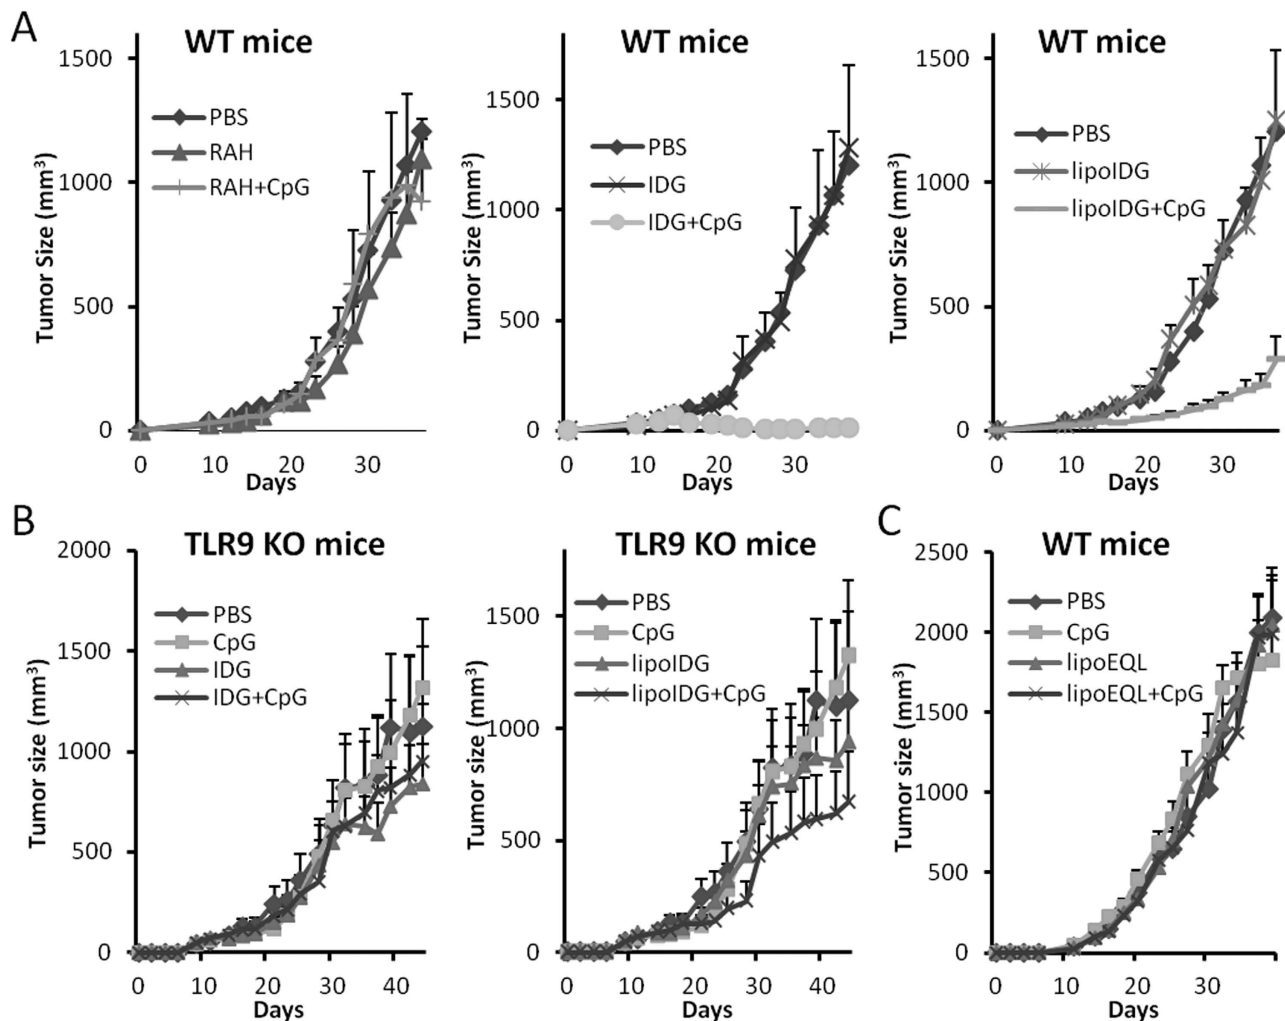 A
WT mice
Tumor Size (mm³)
1500
1000
500
0
PBS
RAH
RAH+CpG
0 10 20 30
Days
WT mice
Tumor Size (mm³)
1500
1000
500
0
PBS
IDG
IDG+CpG
0 10 20 30
Days
WT mice
Tumor Size (mm³)
1500
1000
500
0
PBS
lipoIDG
lipoIDG+CpG
0 10 20 30
Days
B
TLR9 KO mice
Tumor size (mm³)
2000
1500
1000
500
0
PBS
CpG
IDG
IDG+CpG
0 10 20 30 40
Days
TLR9 KO mice
Tumor size (mm³)
1500
1000
500
0
PBS
CpG
lipoIDG
lipoIDG+CpG
0 10 20 30 40
Days
C
WT mice
Tumor size (mm³)
2500
2000
1500
1000
500
0
PBS
CpG
lipoEQL
lipoEQL+CpG
0 10 20 30
Days